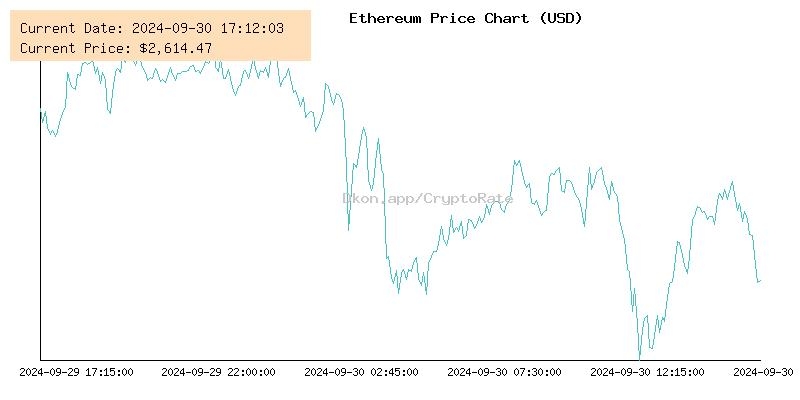 Ethereum Price Chart (USD)
Current Date: 2024-09-30 17:12:03
Current Price: $2,614.47
Dkon.app/CryptoRate
2024-09-29 17:15:00
2024-09-29 22:00:00
2024-09-30 02:45:00
2024-09-30 07:30:00
2024-09-30 12:15:00
2024-09-30